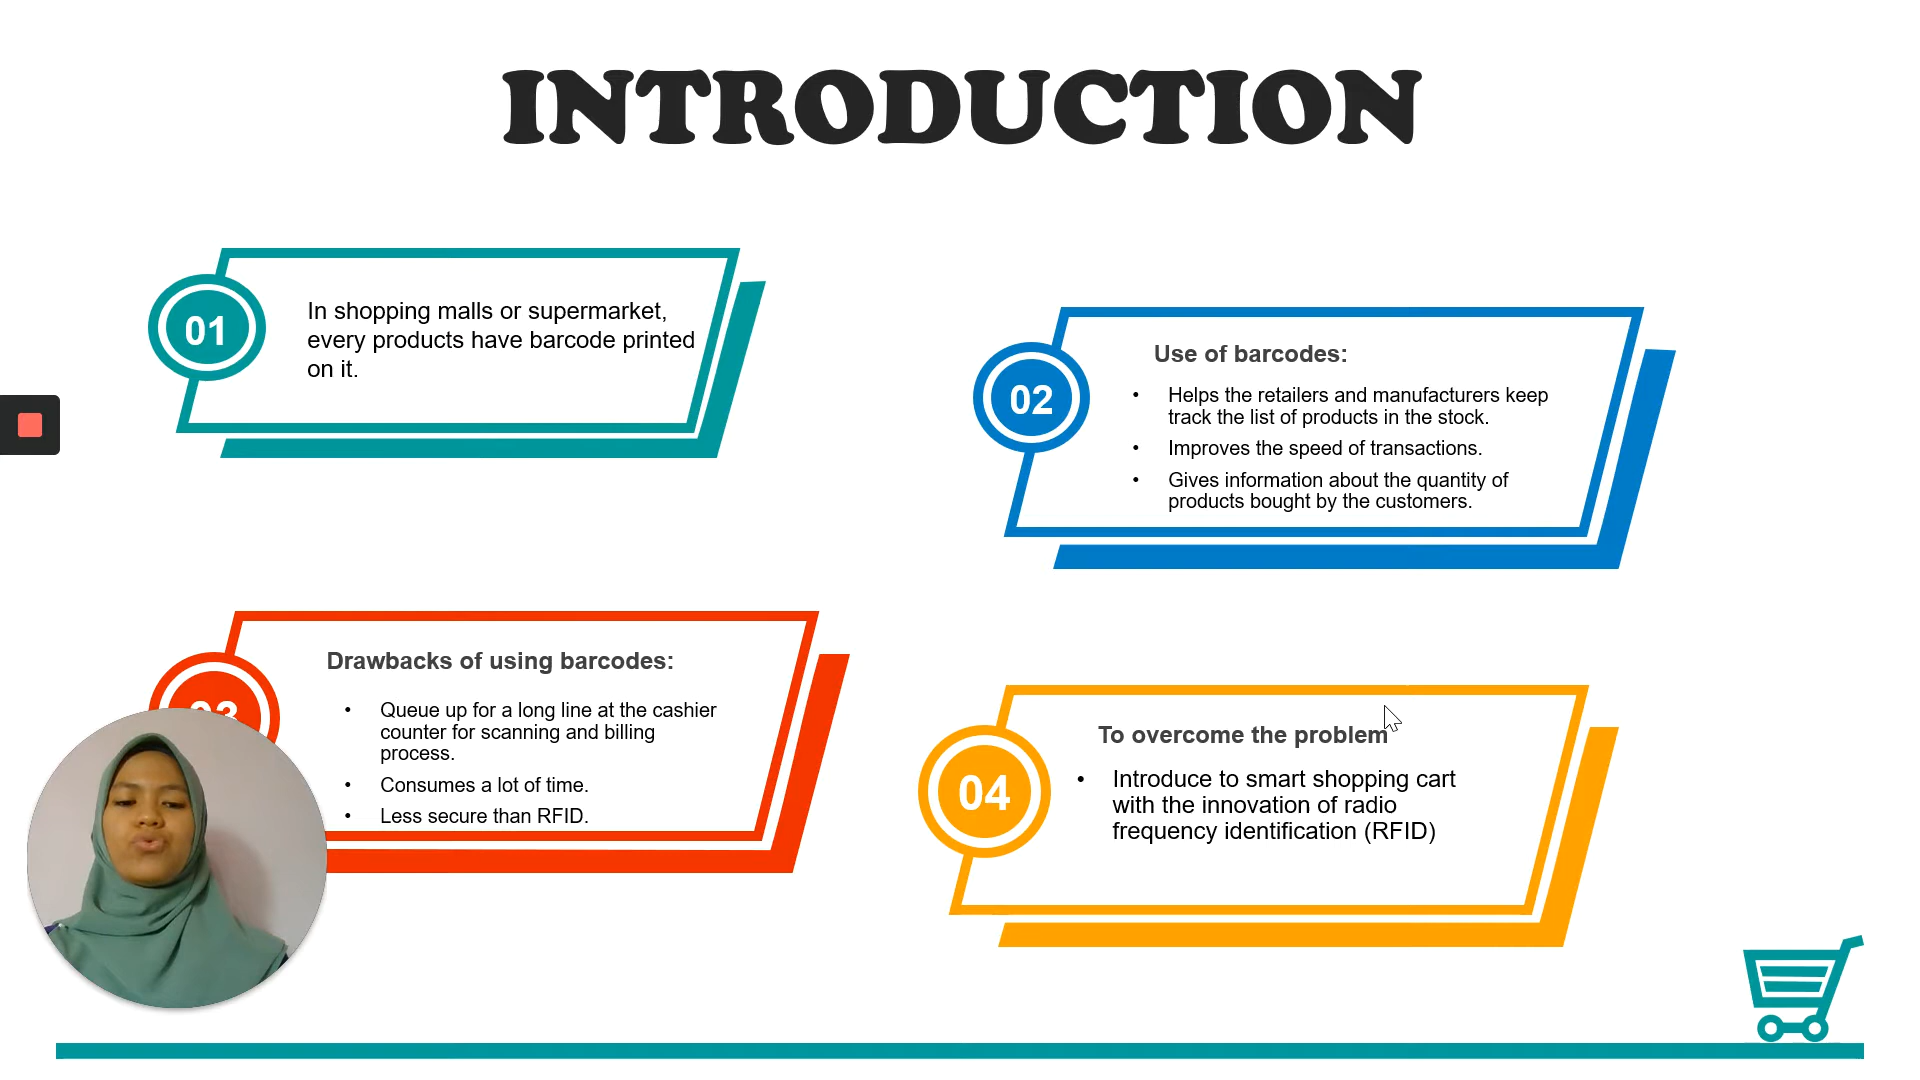 INTRODUCTION
01
In shopping malls or supermarket,
every products have barcode printed
on it.
02
Use of barcodes:
• Helps the retailers and manufacturers keep
track the list of products in the stock.
• Improves the speed of transactions.
• Gives information about the quantity of
products bought by the customers.
03
Drawbacks of using barcodes:
• Queue up for a long line at the cashier
counter for scanning and billing
process.
• Consumes a lot of time.
• Less secure than RFID.
04
To overcome the problem
• Introduce to smart shopping cart
with the innovation of radio
frequency identification (RFID)